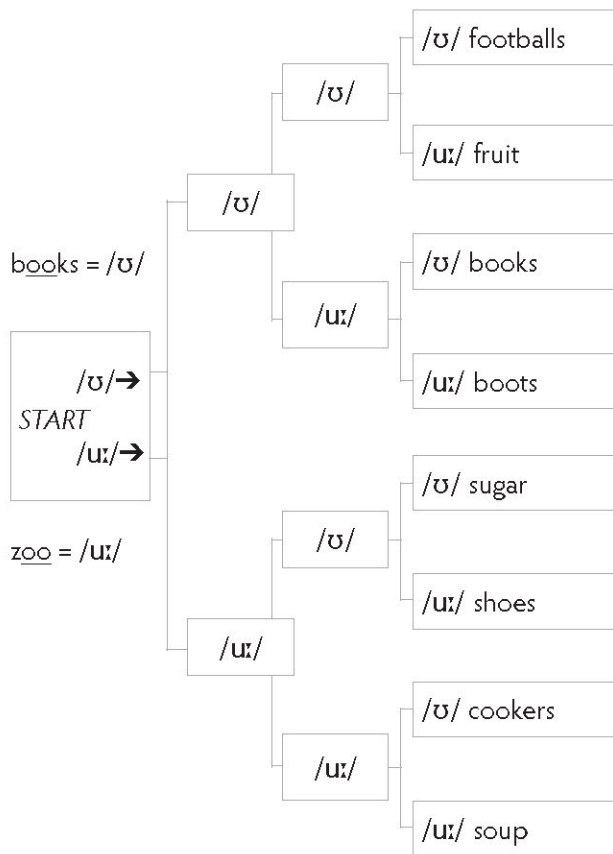 /ʊ/ footballs
/ʊ/
/uː/ fruit
/ʊ/
books = /ʊ/
/ʊ/ books
/uː/
/uː/ boots
/ʊ/➔
START
/uː/➔
/ʊ/ sugar
/ʊ/
zoo = /uː/
/uː/ shoes
/uː/
/ʊ/ cookers
/uː/
/uː/ soup